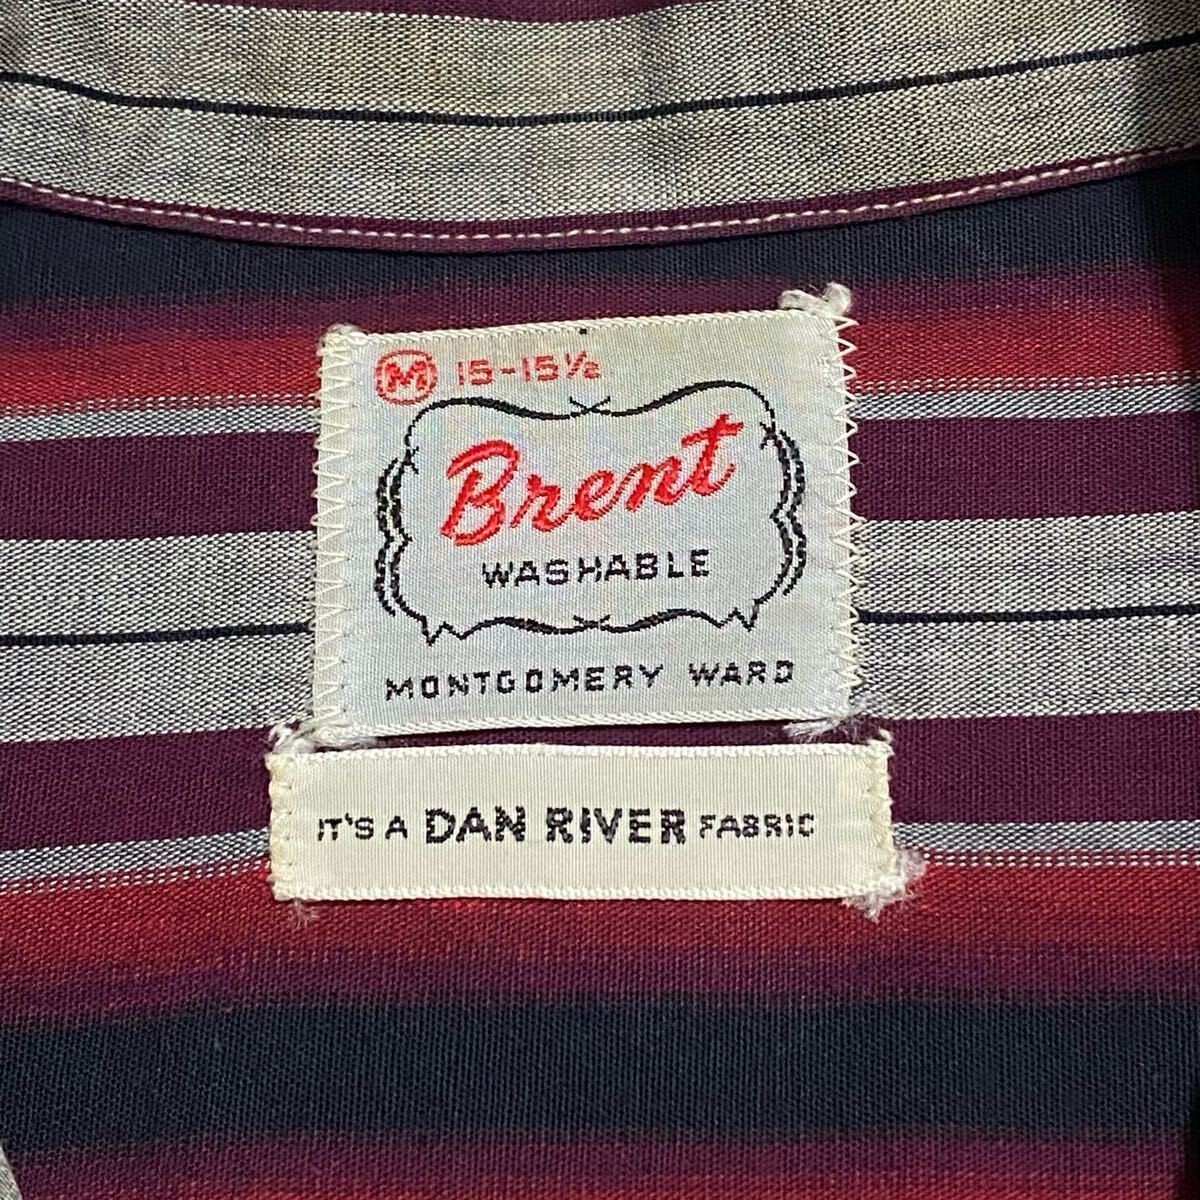 M 15-15½
Brent
WASHABLE
MONTGOMERY WARD
IT'S A DAN RIVER FABRIC